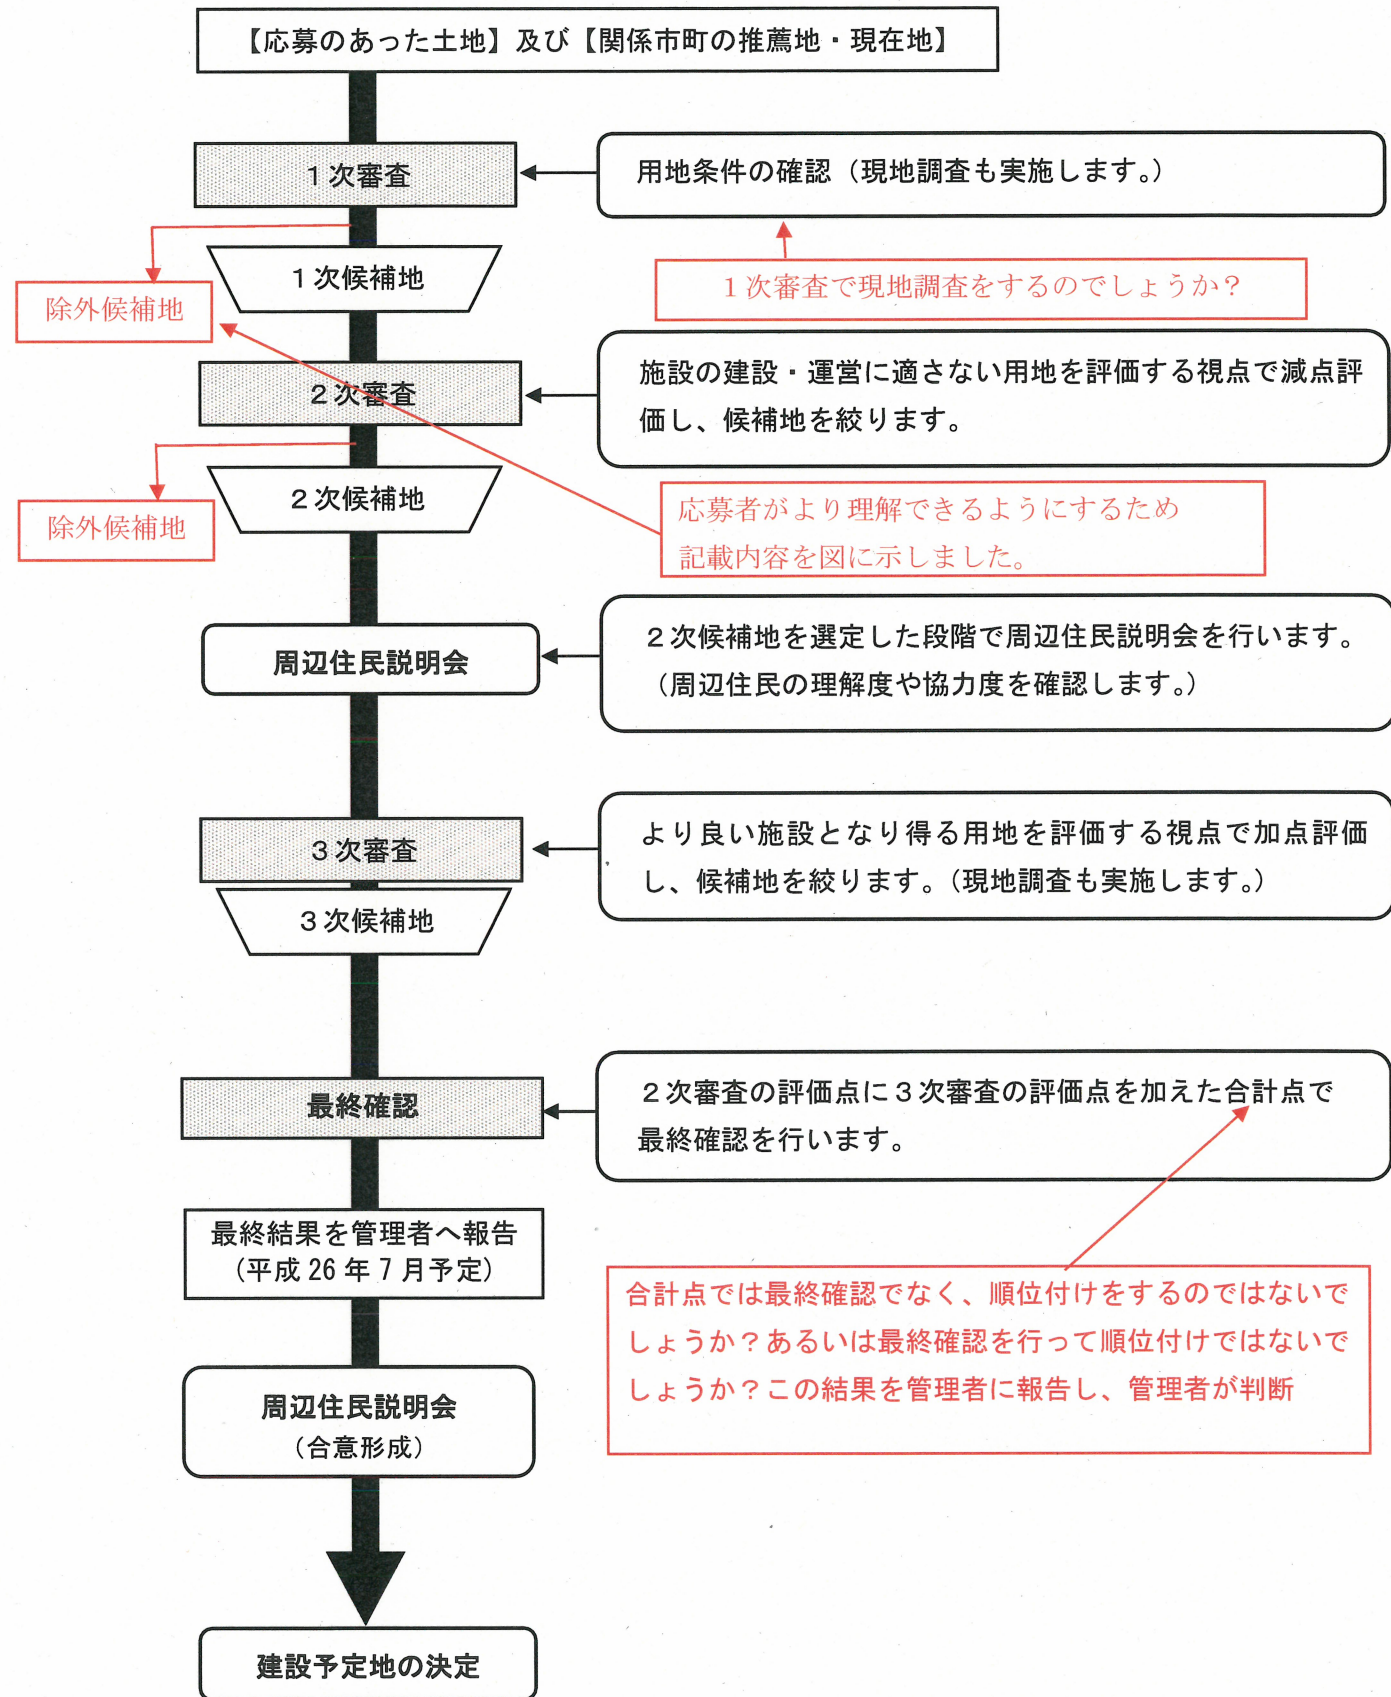 【応募のあった土地】及び【関係市町の推薦地・現在地】
1次審査
用地条件の確認（現地調査も実施します。）
1次候補地
除外候補地
1次審査で現地調査をするのでしょうか？
2次審査
施設の建設・運営に適さない用地を評価する視点で減点評
価し、候補地を絞ります。
2次候補地
除外候補地
応募者がより理解できるようにするため
記載内容を図に示しました。
周辺住民説明会
2次候補地を選定した段階で周辺住民説明会を行います。
（周辺住民の理解度や協力度を確認します。）
3次審査
より良い施設となり得る用地を評価する視点で加点評価
し、候補地を絞ります。（現地調査も実施します。）
3次候補地
最終確認
2次審査の評価点に3次審査の評価点を加えた合計点で
最終確認を行います。
最終結果を管理者へ報告
（平成26年7月予定）
合計点では最終確認でなく、順位付けをするのではないで
しょうか？あるいは最終確認を行って順位付けではないで
しょうか？この結果を管理者に報告し、管理者が判断
周辺住民説明会
（合意形成）
建設予定地の決定